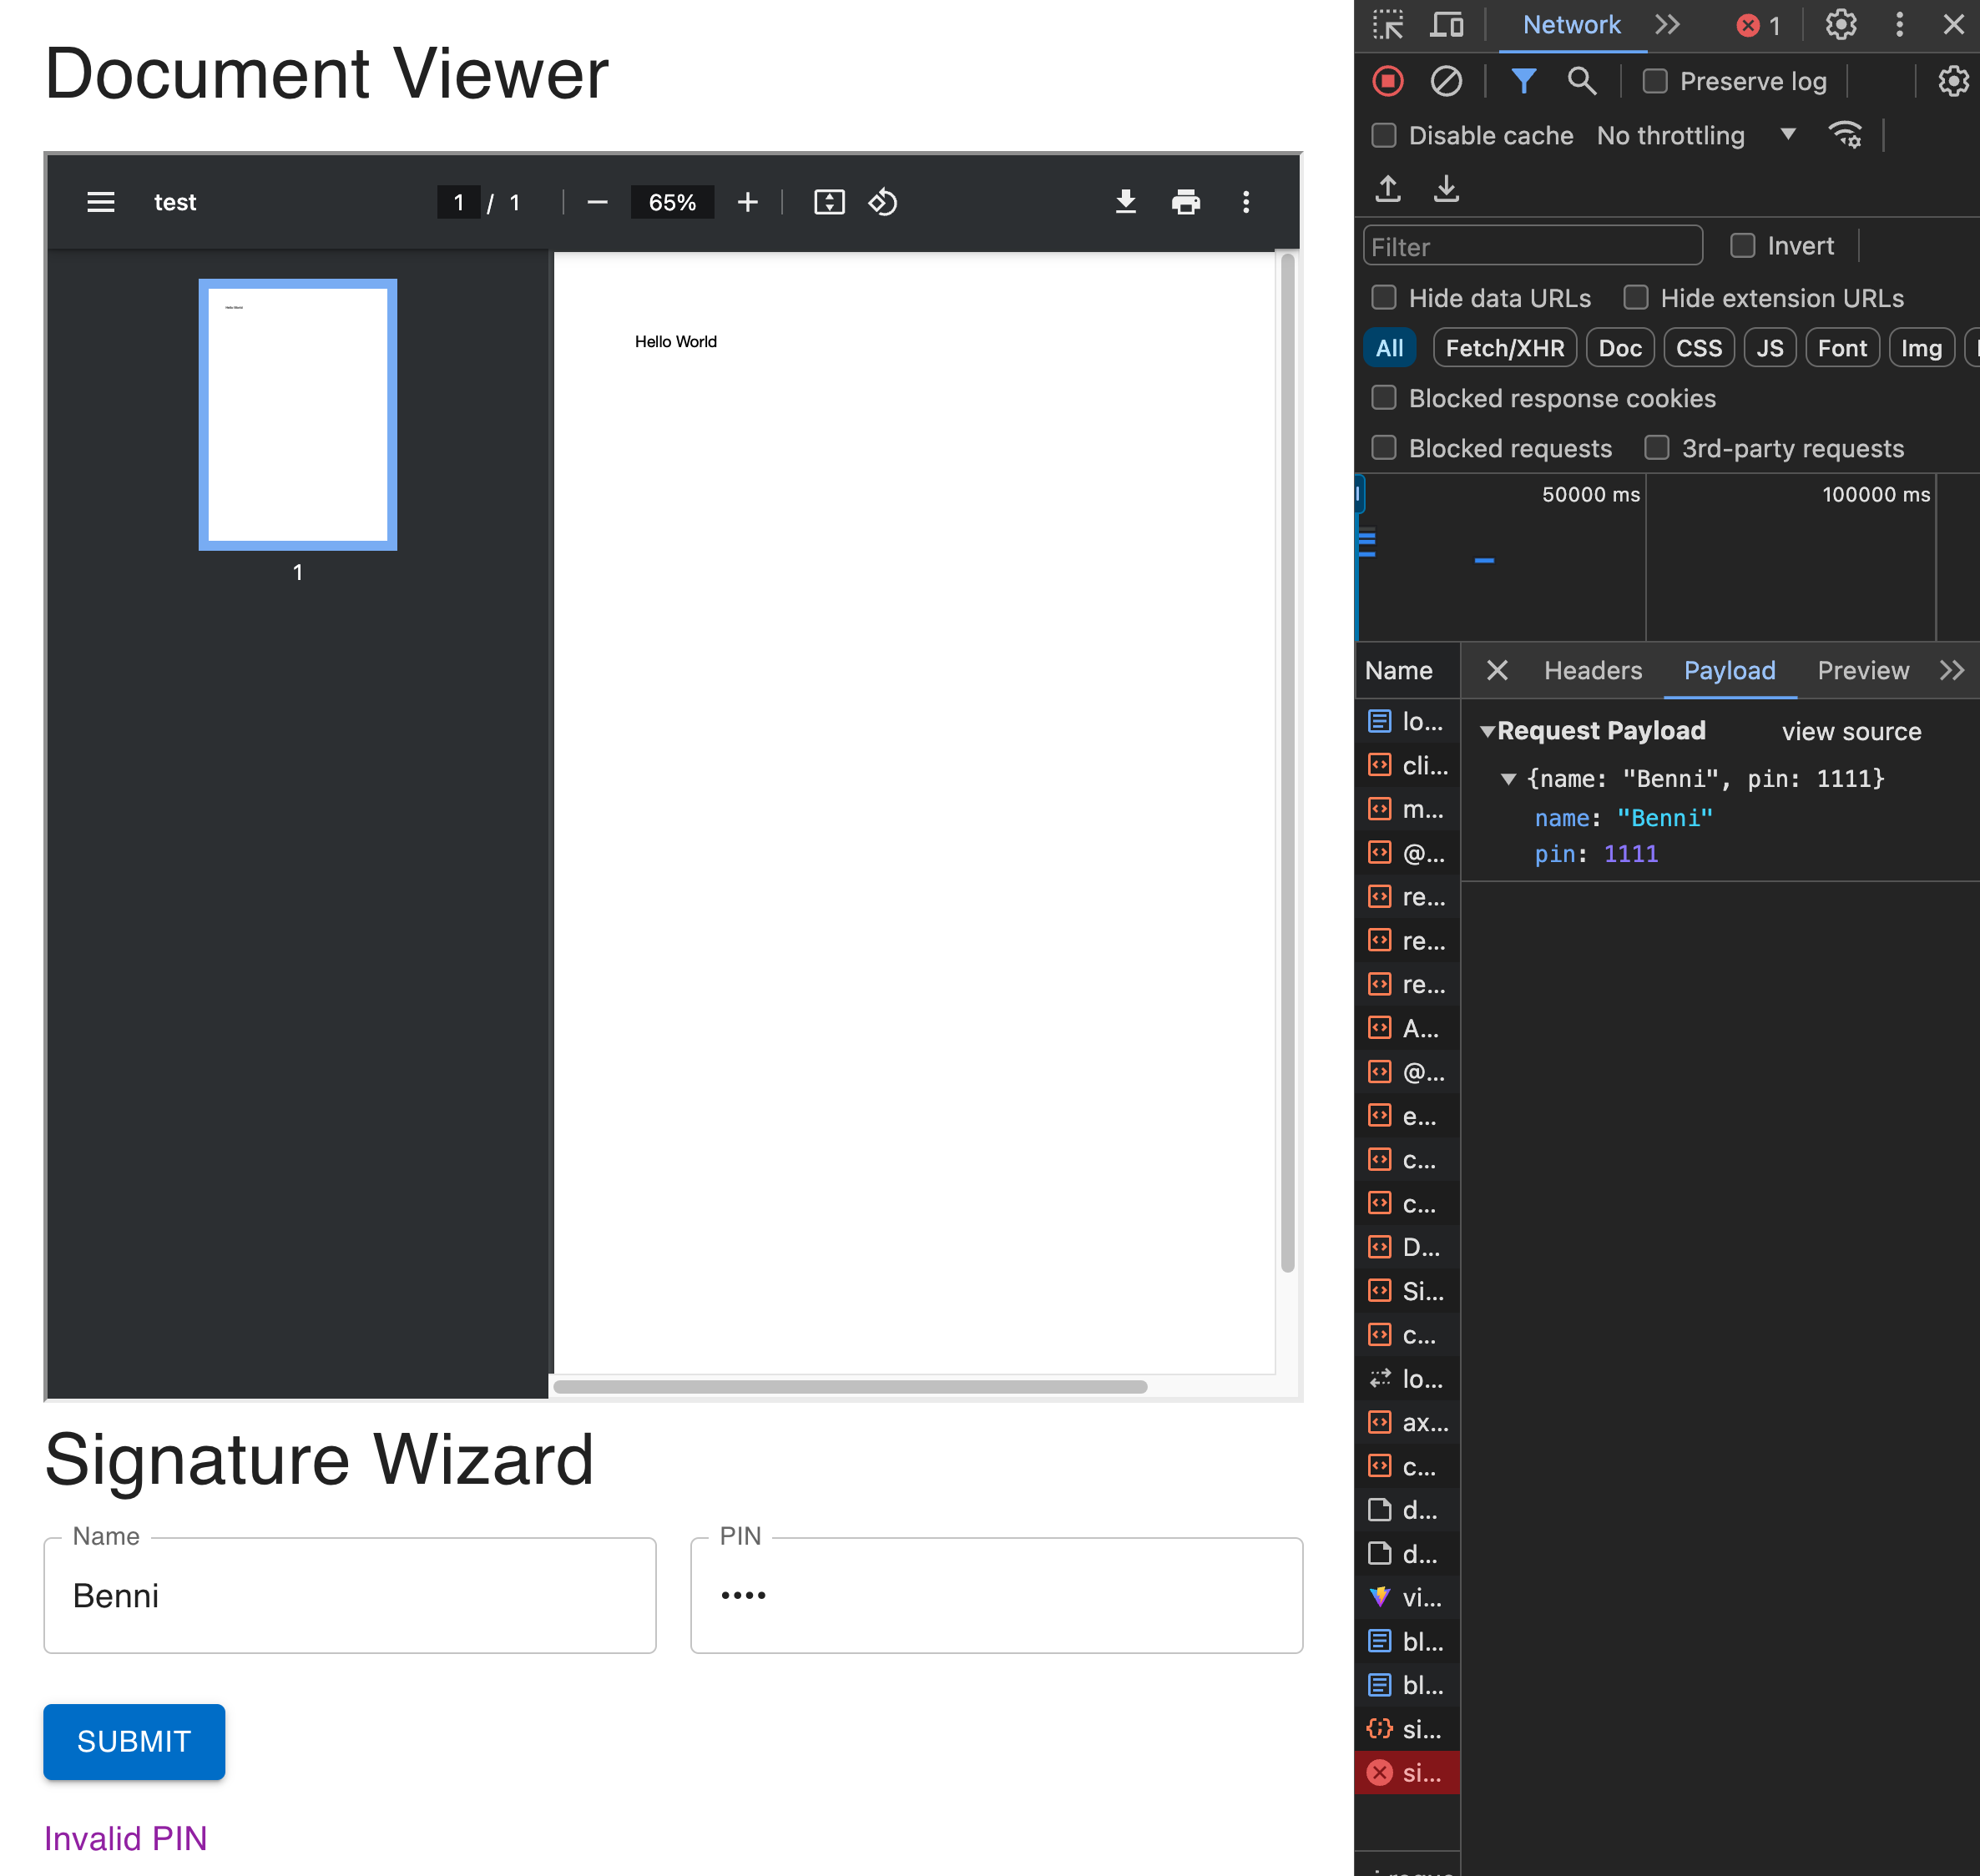 Document Viewer
test
1 / 1
65%
1
Hello World
Signature Wizard
Name
Benni
PIN
••••
SUBMIT
Invalid PIN
Network
1
Preserve log
Disable cache
No throttling
Filter
Invert
Hide data URLs
Hide extension URLs
All
Fetch/XHR
Doc
CSS
JS
Font
Img
Blocked response cookies
Blocked requests
3rd-party requests
50000 ms
100000 ms
Name
lo...
cli...
m...
@...
re...
re...
re...
A...
@...
e...
c...
c...
D...
Si...
c...
lo...
ax...
c...
d...
d...
vi...
bl...
bl...
si...
si...
Headers
Payload
Preview
Request Payload
view source
{name: "Benni", pin: 1111}
name: "Benni"
pin: 1111